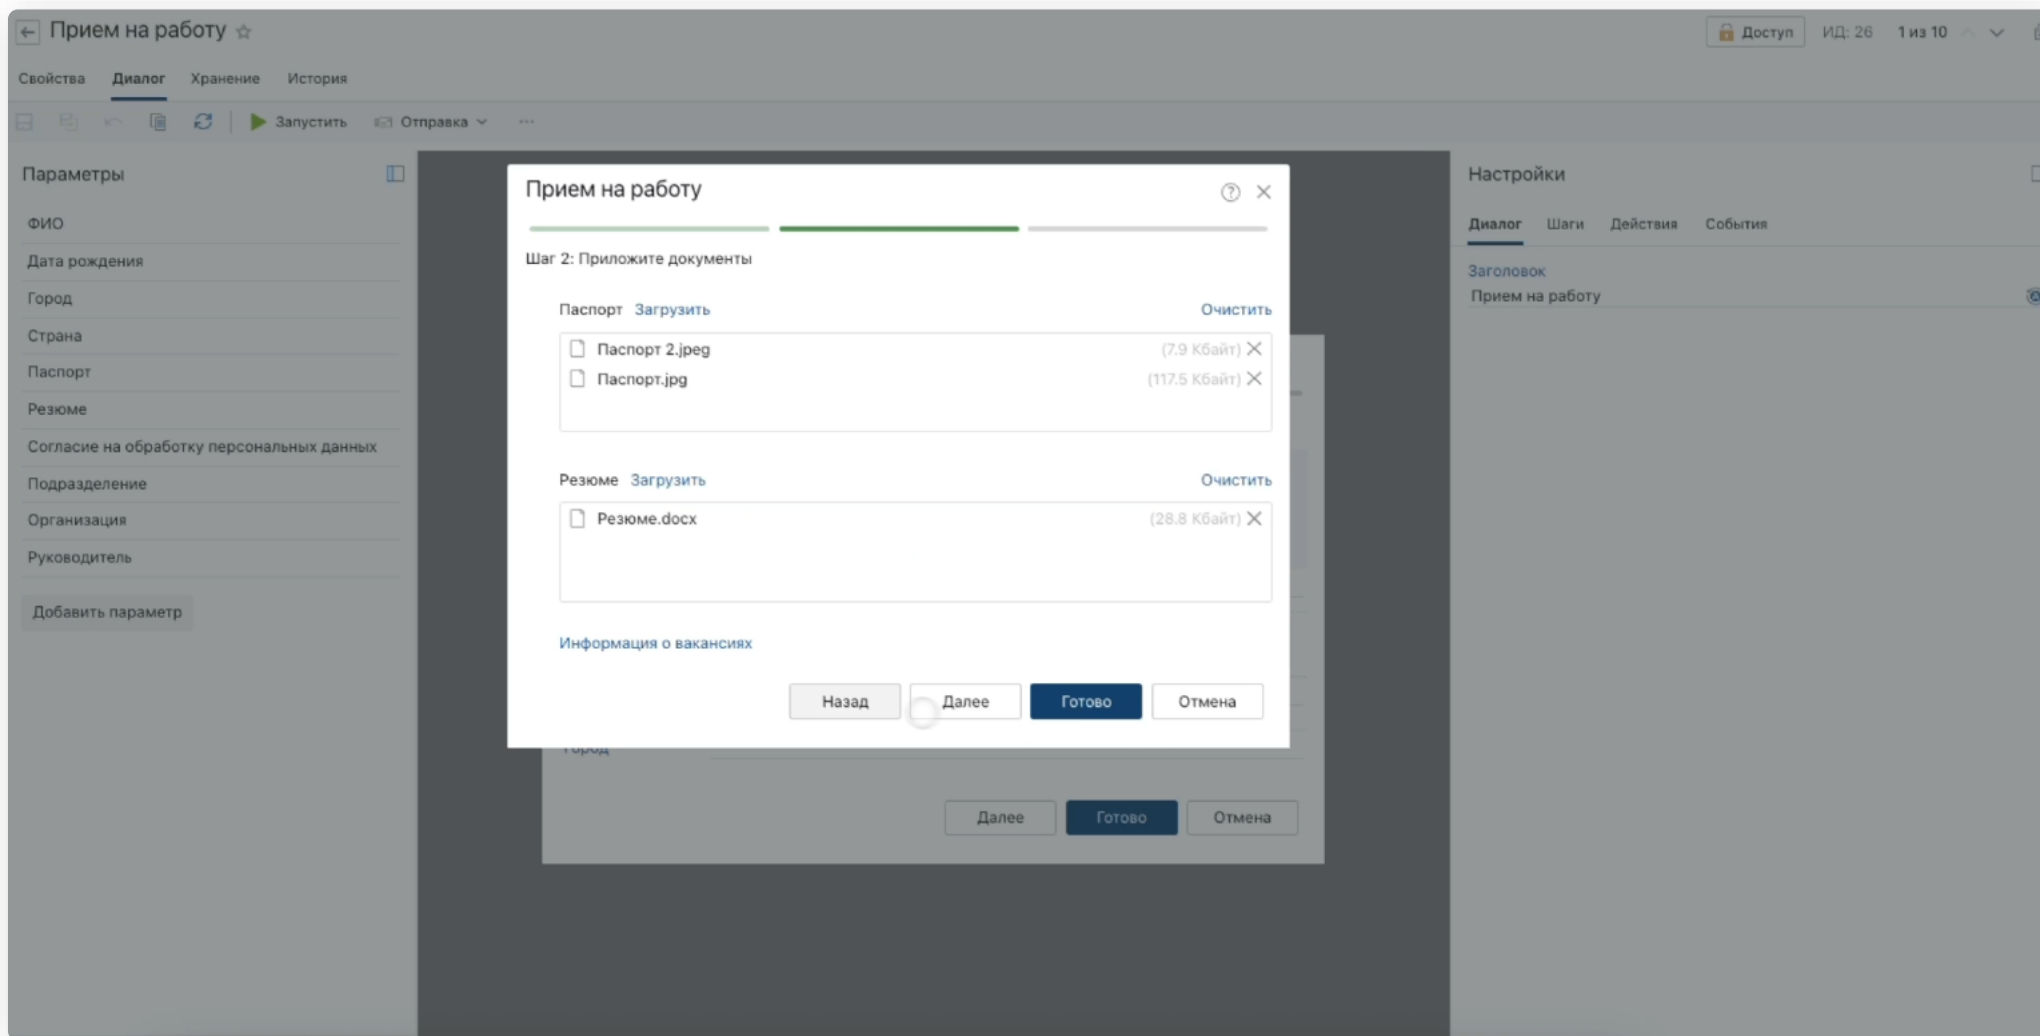 Прием на работу
Доступ ИД: 26 1 из 10
Свойства Диалог Хранение История
Запустить Отправка ...
Параметры
ФИО
Дата рождения
Город
Страна
Паспорт
Резюме
Согласие на обработку персональных данных
Подразделение
Организация
Руководитель
Добавить параметр
Прием на работу
Шаг 2: Приложите документы
Паспорт Загрузить Очистить
Паспорт 2.jpeg (7.9 Кбайт)
Паспорт.jpg (117.5 Кбайт)
Резюме Загрузить Очистить
Резюме.docx (28.8 Кбайт)
Информация о вакансиях
Назад Далее Готово Отмена
Город
Далее Готово Отмена
Настройки
Диалог Шаги Действия События
Заголовок
Прием на работу